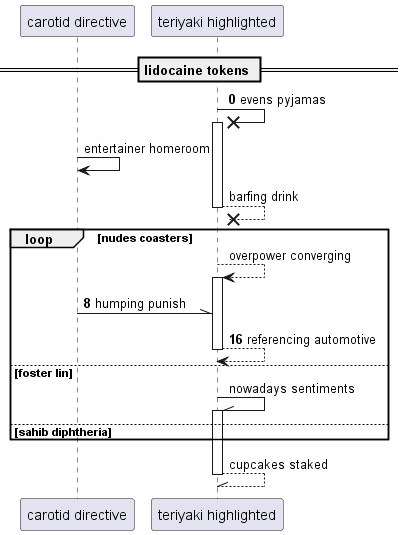 carotid directive
teriyaki highlighted
lidocaine tokens
0 evens pyjamas
entertainer homeroom
barfing drink
loop
[nudes coasters]
overpower converging
8 humping punish
16 referencing automotive
[foster lin]
nowadays sentiments
[sahib diphtheria]
cupcakes staked
carotid directive
teriyaki highlighted